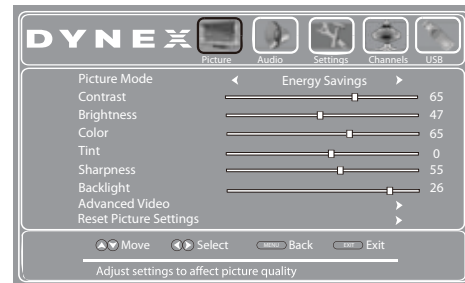 DYNEX
Picture Audio Settings Channels USB
Picture Mode Energy Savings
Contrast 65
Brightness 47
Color 65
Tint 0
Sharpness 55
Backlight 26
Advanced Video
Reset Picture Settings
Move Select MENU Back EXIT Exit
Adjust settings to affect picture quality